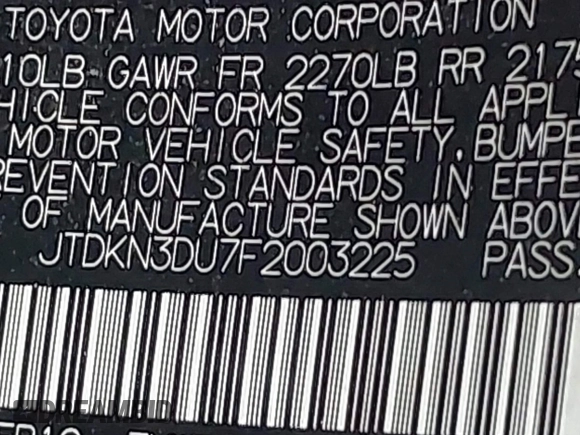 TOYOTA MOTOR CORPORATION
10LB GAWR FR 2270LB RR 2175
HICLE CONFORMS TO ALL APPLI
MOTOR VEHICLE SAFETY, BUMPE
REVENTION STANDARDS IN EFFE
OF MANUFACTURE SHOWN ABOV
JTDKN3DU7F2003225 PASS
DREAMBID